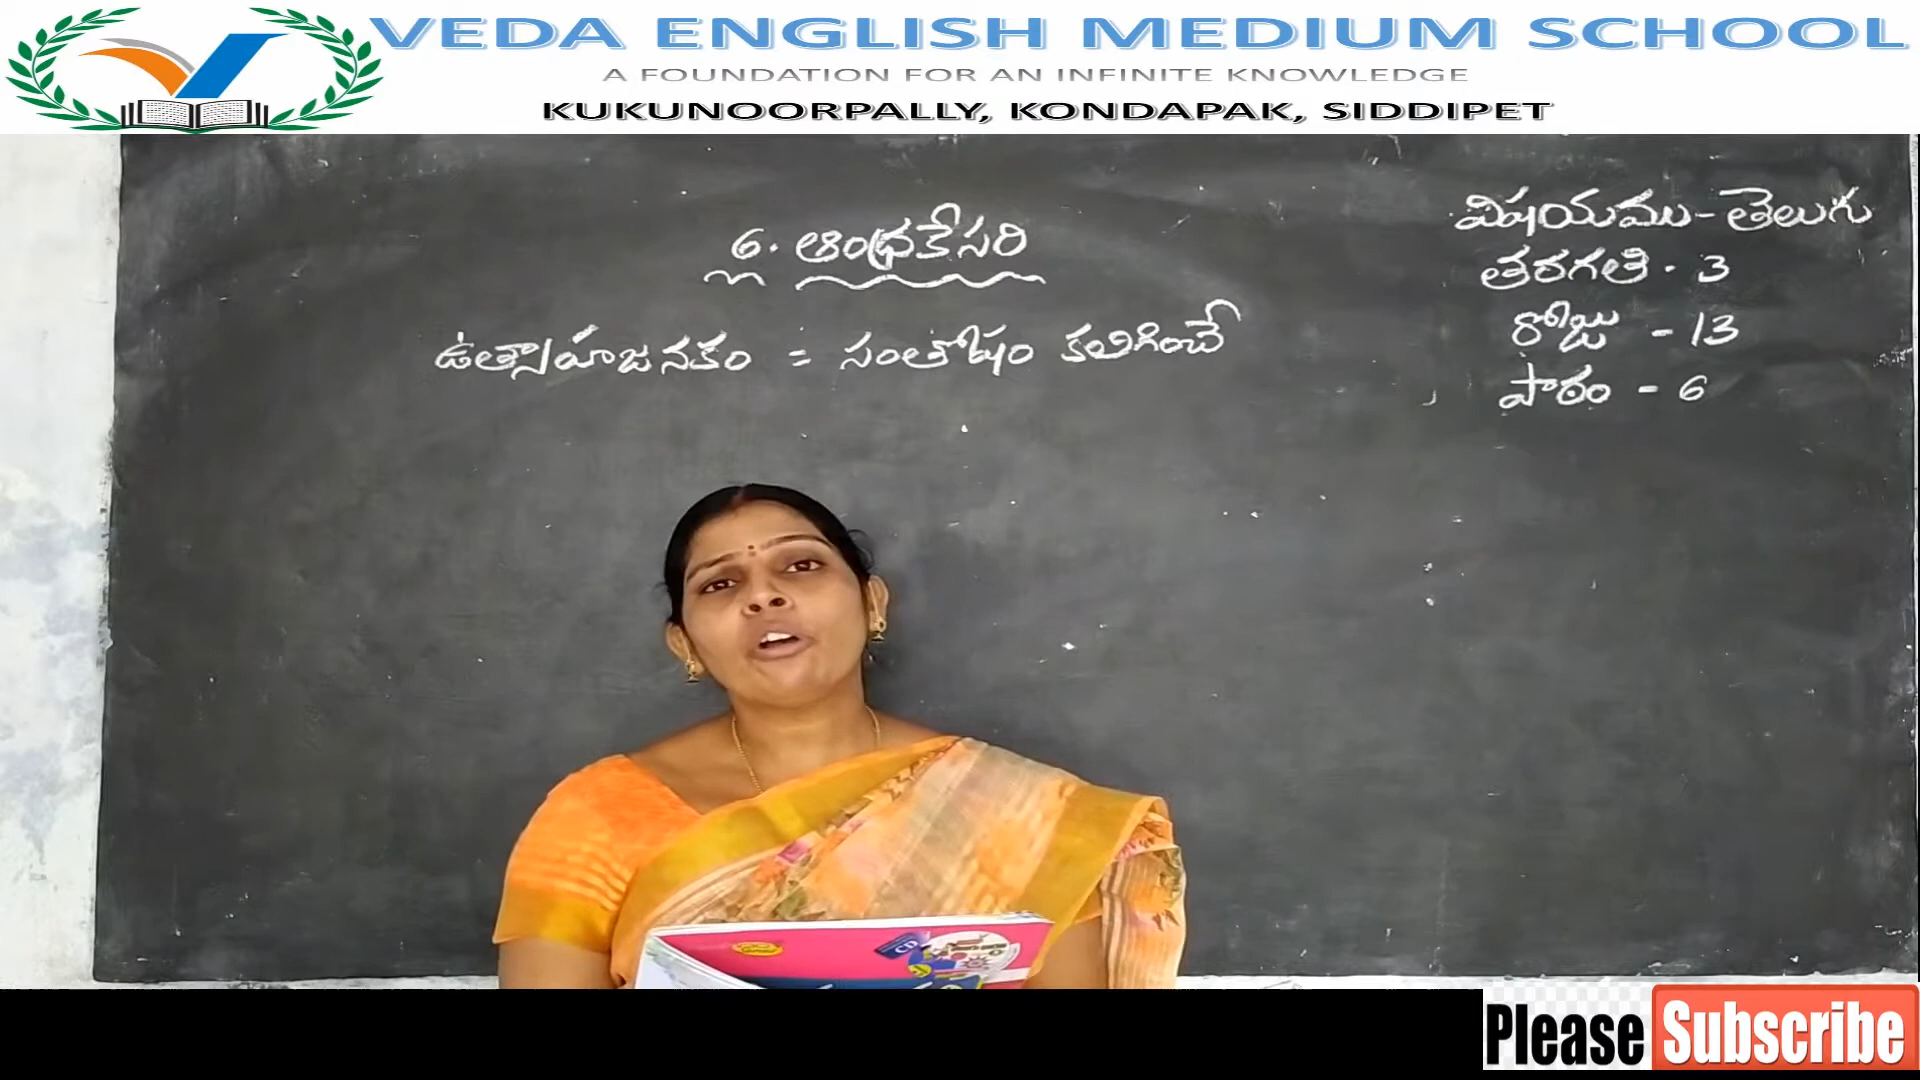 VEDA ENGLISH MEDIUM SCHOOL
A FOUNDATION FOR AN INFINITE KNOWLEDGE
KUKUNOORPALLY, KONDAPAK, SIDDIPET
విషయము - తెలుగు
తరగతి - 3
రోజు - 13
పాఠం - 6
6. ఆంధ్రకేసరి
ఉత్సాహజనకం = సంతోషం కలిగించే
CD
Please Subscribe